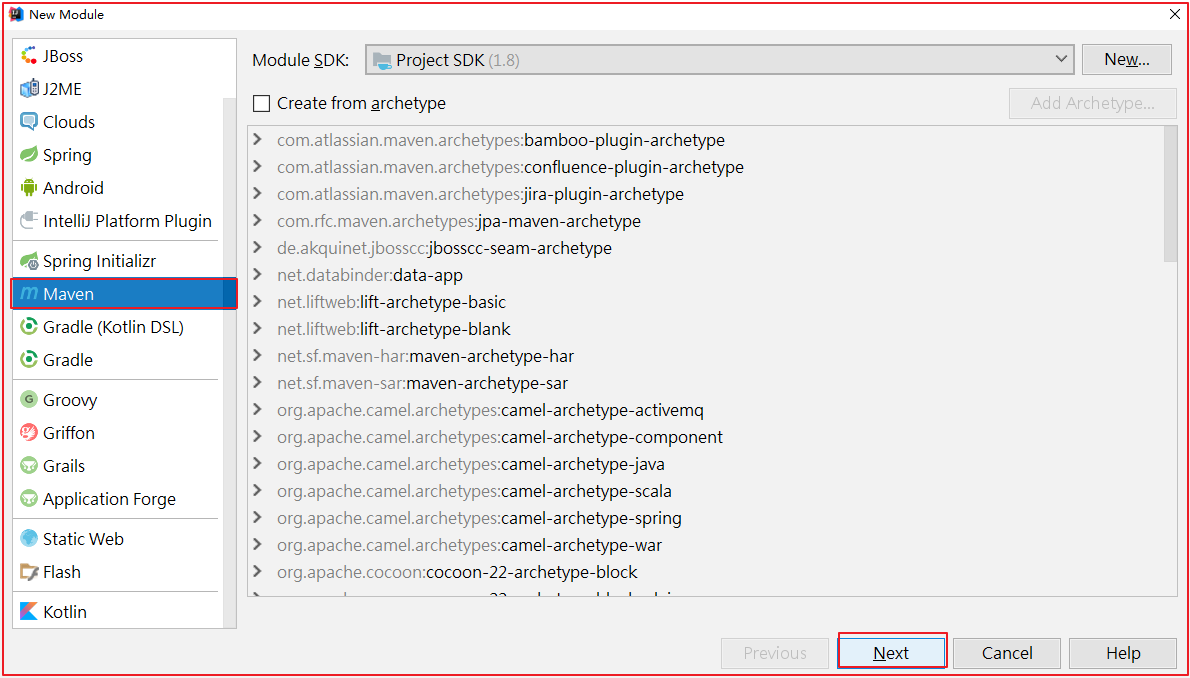 New Module
JBoss
J2ME
Clouds
Spring
Android
IntelliJ Platform Plugin
Spring Initializr
Maven
Gradle (Kotlin DSL)
Gradle
Groovy
Griffon
Grails
Application Forge
Static Web
Flash
Kotlin
Module SDK: Project SDK (1.8) New...
Create from archetype Add Archetype...
com.atlassian.maven.archetypes:bamboo-plugin-archetype
com.atlassian.maven.archetypes:confluence-plugin-archetype
com.atlassian.maven.archetypes:jira-plugin-archetype
com.rfc.maven.archetypes:jpa-maven-archetype
de.akquinet.jbosscc:jbosscc-seam-archetype
net.databinder:data-app
net.liftweb:lift-archetype-basic
net.liftweb:lift-archetype-blank
net.sf.maven-har:maven-archetype-har
net.sf.maven-sar:maven-archetype-sar
org.apache.camel.archetypes:camel-archetype-activemq
org.apache.camel.archetypes:camel-archetype-component
org.apache.camel.archetypes:camel-archetype-java
org.apache.camel.archetypes:camel-archetype-scala
org.apache.camel.archetypes:camel-archetype-spring
org.apache.camel.archetypes:camel-archetype-war
org.apache.cocoon:cocoon-22-archetype-block
Previous Next Cancel Help